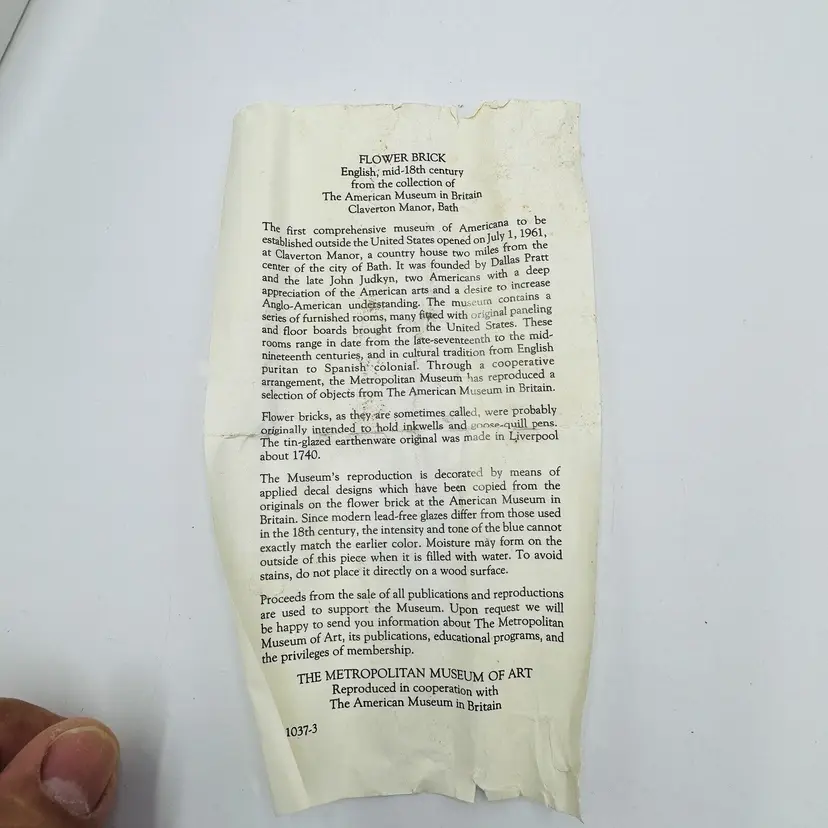 FLOWER BRICK
English, mid-18th century
from the collection of
The American Museum in Britain
Claverton Manor, Bath
The first comprehensive museum of Americana to be
established outside the United States opened on July 1, 1961,
at Claverton Manor, a country house two miles from the
center of the city of Bath. It was founded by Dallas Pratt
and the late John Judkyn, two Americans with a deep
appreciation of the American arts and a desire to increase
Anglo-American understanding. The museum contains a
series of furnished rooms, many fitted with original paneling
and floor boards brought from the United States. These
rooms range in date from the late-seventeenth to the mid-
nineteenth centuries, and in cultural tradition from English
puritan to Spanish colonial. Through a cooperative
arrangement, the Metropolitan Museum has reproduced a
selection of objects from The American Museum in Britain.
Flower bricks, as they are sometimes called, were probably
originally intended to hold inkwells and goose-quill pens.
The tin-glazed earthenware original was made in Liverpool
about 1740.
The Museum's reproduction is decorated by means of
applied decal designs which have been copied from the
originals on the flower brick at the American Museum in
Britain. Since modern lead-free glazes differ from those used
in the 18th century, the intensity and tone of the blue cannot
exactly match the earlier color. Moisture may form on the
outside of this piece when it is filled with water. To avoid
stains, do not place it directly on a wood surface.
Proceeds from the sale of all publications and reproductions
are used to support the Museum. Upon request we will
be happy to send you information about The Metropolitan
Museum of Art, its publications, educational programs, and
the privileges of membership.
THE METROPOLITAN MUSEUM OF ART
Reproduced in cooperation with
The American Museum in Britain
1037-3